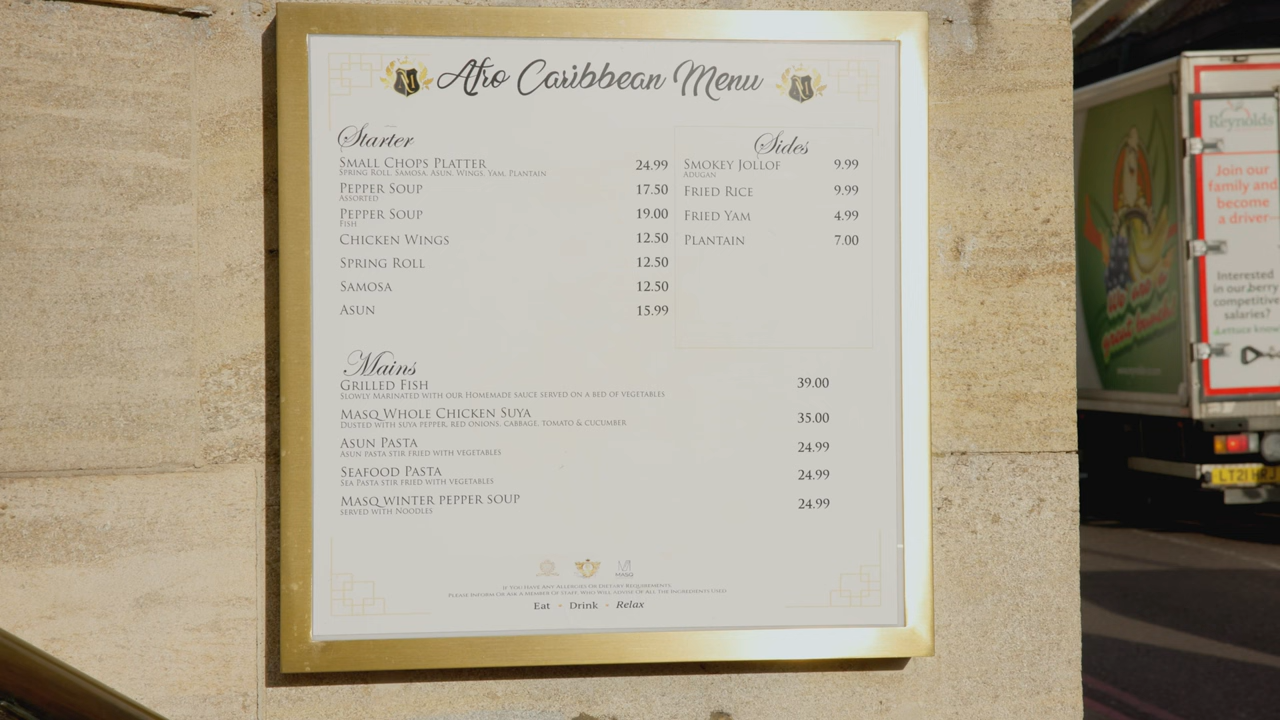 Afro Caribbean Menu
Starter
SMALL CHOPS PLATTER 24.99
SPRING ROLL, SAMOSA, ASUN, WINGS, YAM, PLANTAIN
PEPPER SOUP 17.50
ASSORTED
PEPPER SOUP 19.00
FISH
CHICKEN WINGS 12.50
SPRING ROLL 12.50
SAMOSA 12.50
ASUN 15.99
Sides
SMOKEY JOLLOF 9.99
ADUGAN
FRIED RICE 9.99
FRIED YAM 4.99
PLANTAIN 7.00
Mains
GRILLED FISH 39.00
SLOWLY MARINATED WITH OUR HOMEMADE SAUCE SERVED ON A BED OF VEGETABLES
MASQ WHOLE CHICKEN SUYA 35.00
DUSTED WITH SUYA PEPPER, RED ONIONS, CABBAGE, TOMATO & CUCUMBER
ASUN PASTA 24.99
ASUN PASTA STIR FRIED WITH VEGETABLES
SEAFOOD PASTA 24.99
SEA PASTA STIR FRIED WITH VEGETABLES
MASQ WINTER PEPPER SOUP 24.99
SERVED WITH NOODLES
MASQ
IF YOU HAVE ANY ALLERGIES OR DIETARY REQUIREMENTS,
PLEASE INFORM OR ASK A MEMBER OF STAFF, WHO WILL ADVISE OF ALL THE INGREDIENTS USED
Eat - Drink - Relax
Reynolds
Join our
family and
become
a driver
Interested
in our berry
competitive
salaries?
Lettuce know
We are a
great bunch
LT21